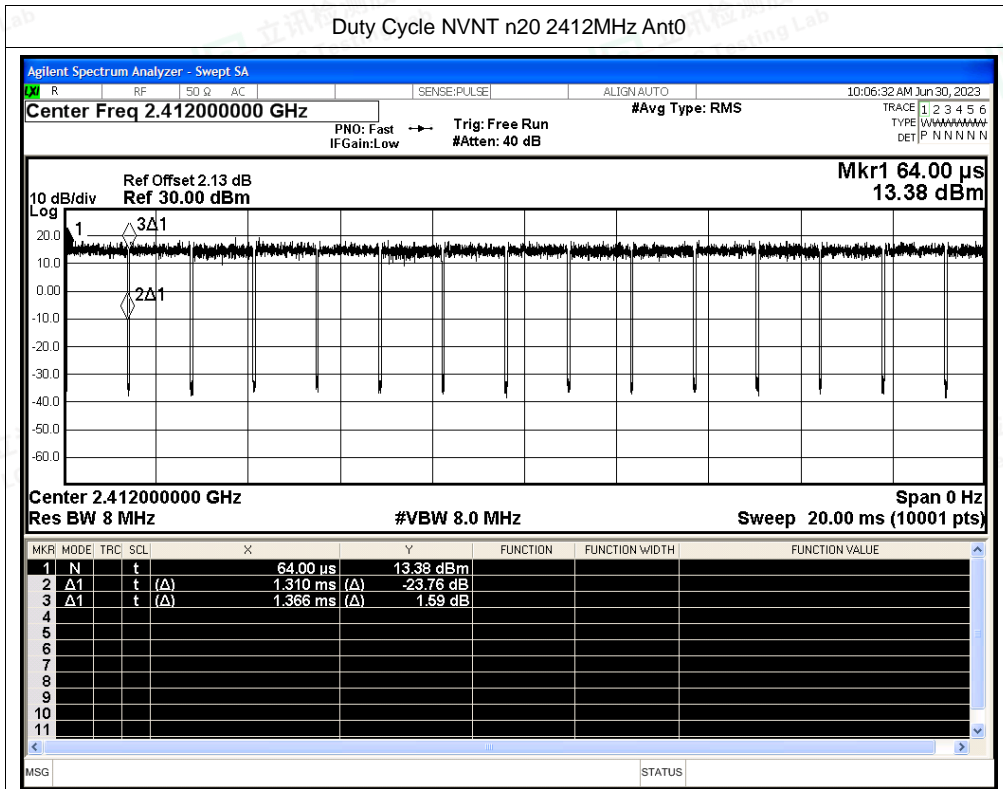 Duty Cycle NVNT n20 2412MHz Ant0
Agilent Spectrum Analyzer - Swept SA
LXI R RF 50 Ω AC SENSE:PULSE ALIGN AUTO 10:06:32 AM Jun 30, 2023
Center Freq 2.412000000 GHz #Avg Type: RMS TRACE 1 2 3 4 5 6
PNO: Fast Trig: Free Run TYPE
IFGain:Low #Atten: 40 dB DET P N N N N N
Mkr1 64.00 µs
Ref Offset 2.13 dB
10 dB/div Ref 30.00 dBm 13.38 dBm
Log
1 3Δ1
20.0
10.0
0.00
2Δ1
-10.0
-20.0
-30.0
-40.0
-50.0
-60.0
Center 2.412000000 GHz Span 0 Hz
Res BW 8 MHz #VBW 8.0 MHz Sweep 20.00 ms (10001 pts)
MKR MODE TRC SCL X Y FUNCTION FUNCTION WIDTH FUNCTION VALUE
1 N t 64.00 µs 13.38 dBm
2 Δ1 t (Δ) 1.310 ms (Δ) -23.76 dB
3 Δ1 t (Δ) 1.366 ms (Δ) 1.59 dB
4
5
6
7
8
9
10
11
MSG STATUS